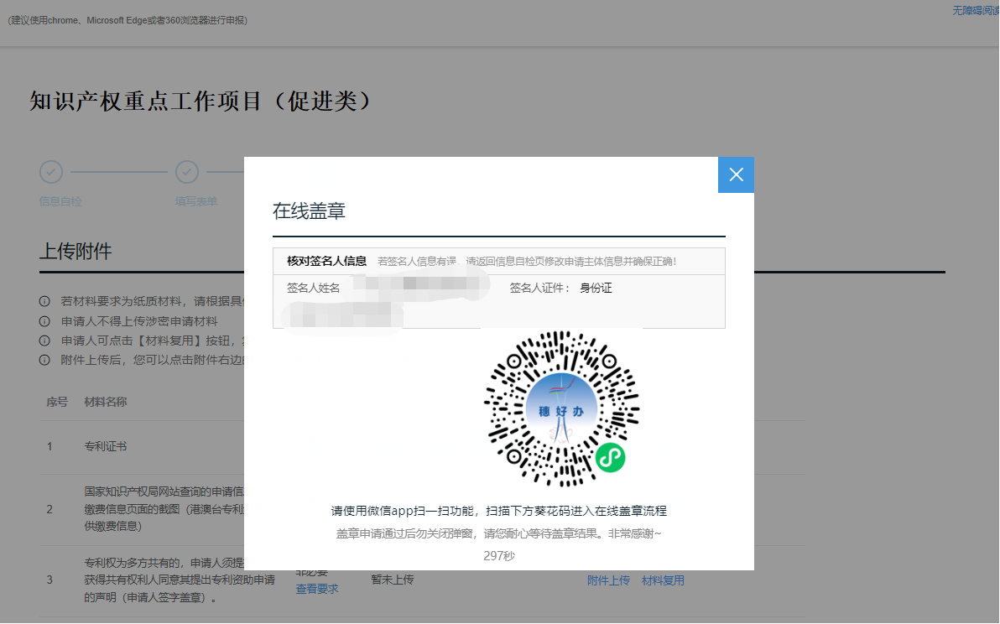 (建议使用chrome、Microsoft Edge或者360浏览器进行申报)
无障碍阅读
知识产权重点工作项目（促进类）
信息自检
填写表单
上传附件
在线盖章
核对签名人信息 若签名人信息有误、请返回信息自检页修改申请主体信息并确保正确！
签名人姓名 签名人证件： 身份证
若材料要求为纸质材料，请根据具
申请人不得上传涉密申请材料
申请人可点击【材料复用】按钮，
附件上传后，您可以点击附件右边
序号 材料名称
穗好办
1 专利证书
国家知识产权局网站查询的申请信
2 缴费信息页面的截图（港澳台专利
供缴费信息）
请使用微信app扫一扫功能，扫描下方葵花码进入在线盖章流程
盖章申请通过后勿关闭弹窗，请您耐心等待盖章结果。非常感谢~
297秒
专利权为多方共有的，申请人须提
3 获得共有权利人同意其提出专利资助申请
的声明（申请人签字盖章）。
非必要
查看要求
暂未上传
附件上传 材料复用